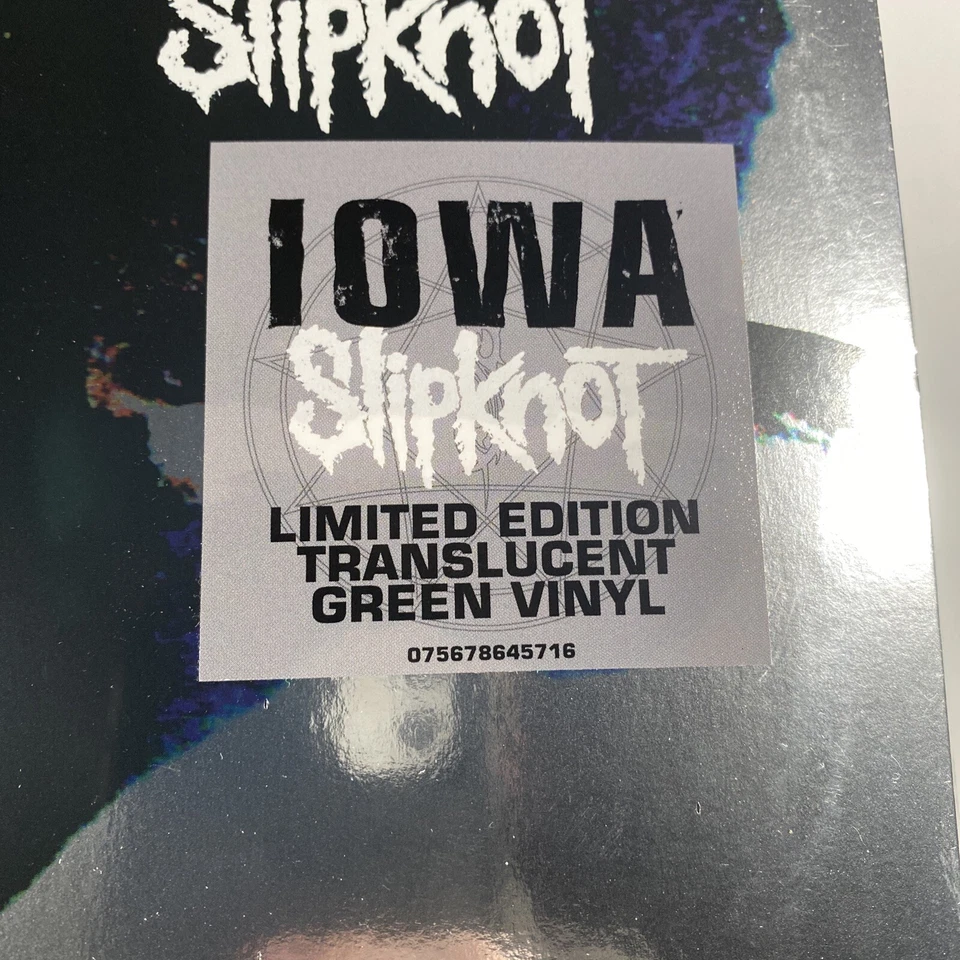 Slipknot
IOWA
Slipknot
LIMITED EDITION
TRANSLUCENT
GREEN VINYL
075678645716